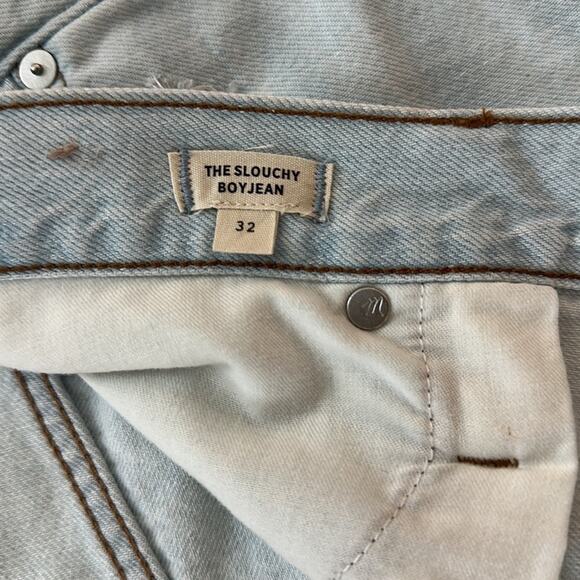 THE SLOUCHY
BOYJEAN
32
M